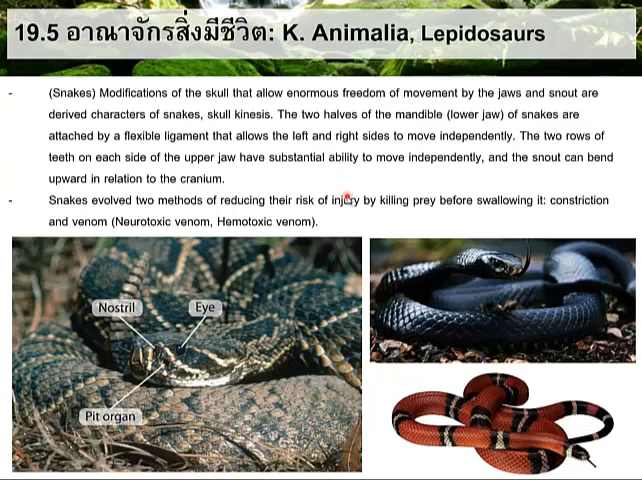 19.5 อาณาจักรสิ่งมีชีวิต: K. Animalia, Lepidosaurs
- (Snakes) Modifications of the skull that allow enormous freedom of movement by the jaws and snout are
derived characters of snakes, skull kinesis. The two halves of the mandible (lower jaw) of snakes are
attached by a flexible ligament that allows the left and right sides to move independently. The two rows of
teeth on each side of the upper jaw have substantial ability to move independently, and the snout can bend
upward in relation to the cranium.
- Snakes evolved two methods of reducing their risk of injury by killing prey before swallowing it: constriction
and venom (Neurotoxic venom, Hemotoxic venom).
Nostril
Eye
Pit organ